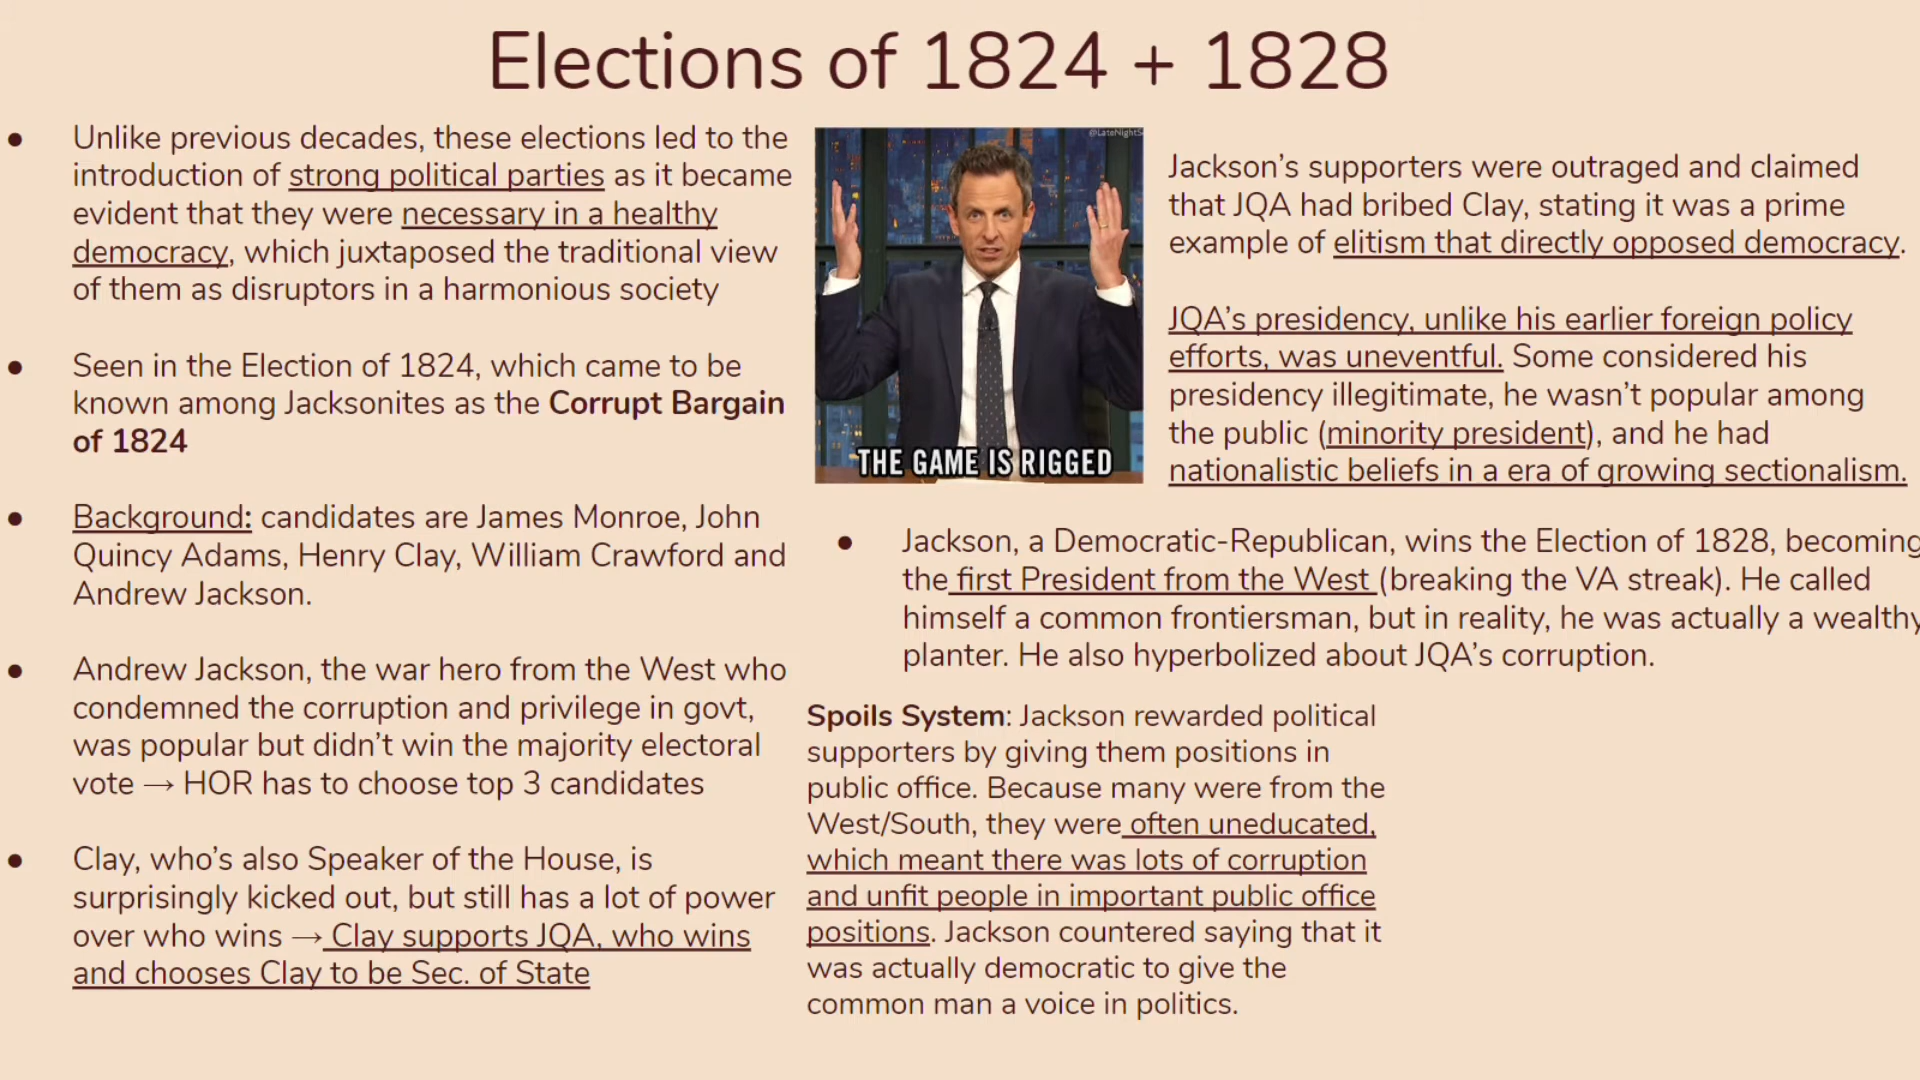 Elections of 1824 + 1828
● Unlike previous decades, these elections led to the
introduction of strong political parties as it became
evident that they were necessary in a healthy
democracy, which juxtaposed the traditional view
of them as disruptors in a harmonious society
● Seen in the Election of 1824, which came to be
known among Jacksonites as the Corrupt Bargain
of 1824
● Background: candidates are James Monroe, John
Quincy Adams, Henry Clay, William Crawford and
Andrew Jackson.
● Andrew Jackson, the war hero from the West who
condemned the corruption and privilege in govt,
was popular but didn't win the majority electoral
vote → HOR has to choose top 3 candidates
● Clay, who's also Speaker of the House, is
surprisingly kicked out, but still has a lot of power
over who wins → Clay supports JQA, who wins
and chooses Clay to be Sec. of State
@LateNightS
THE GAME IS RIGGED
Jackson's supporters were outraged and claimed
that JQA had bribed Clay, stating it was a prime
example of elitism that directly opposed democracy.
JQA's presidency, unlike his earlier foreign policy
efforts, was uneventful. Some considered his
presidency illegitimate, he wasn't popular among
the public (minority president), and he had
nationalistic beliefs in a era of growing sectionalism.
● Jackson, a Democratic-Republican, wins the Election of 1828, becoming
the first President from the West (breaking the VA streak). He called
himself a common frontiersman, but in reality, he was actually a wealthy
planter. He also hyperbolized about JQA's corruption.
Spoils System: Jackson rewarded political
supporters by giving them positions in
public office. Because many were from the
West/South, they were often uneducated,
which meant there was lots of corruption
and unfit people in important public office
positions. Jackson countered saying that it
was actually democratic to give the
common man a voice in politics.